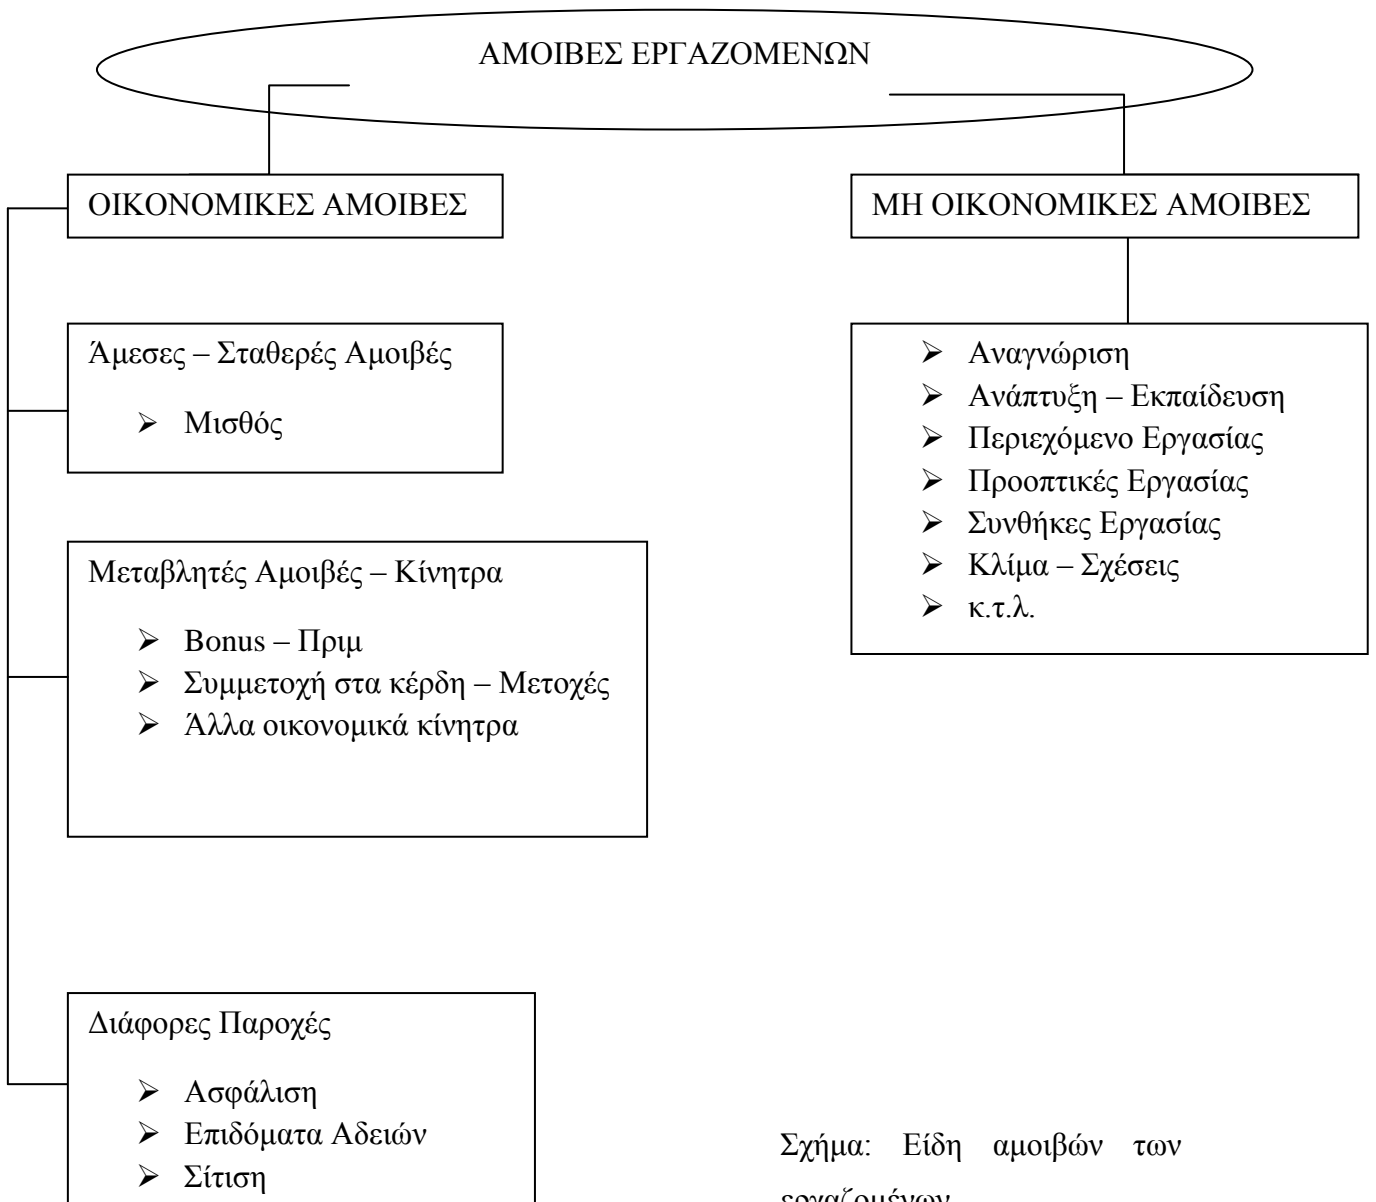 ΑΜΟΙΒΕΣ ΕΡΓΑΖΟΜΕΝΩΝ
ΟΙΚΟΝΟΜΙΚΕΣ ΑΜΟΙΒΕΣ
ΜΗ ΟΙΚΟΝΟΜΙΚΕΣ ΑΜΟΙΒΕΣ
Άμεσες – Σταθερές Αμοιβές
➢ Μισθός
Μεταβλητές Αμοιβές – Κίνητρα
➢ Bonus – Πριμ
➢ Συμμετοχή στα κέρδη – Μετοχές
➢ Άλλα οικονομικά κίνητρα
Διάφορες Παροχές
➢ Ασφάλιση
➢ Επιδόματα Αδειών
➢ Σίτιση
➢ Αναγνώριση
➢ Ανάπτυξη – Εκπαίδευση
➢ Περιεχόμενο Εργασίας
➢ Προοπτικές Εργασίας
➢ Συνθήκες Εργασίας
➢ Κλίμα – Σχέσεις
➢ κ.τ.λ.
Σχήμα: Είδη αμοιβών των
εργαζομένων